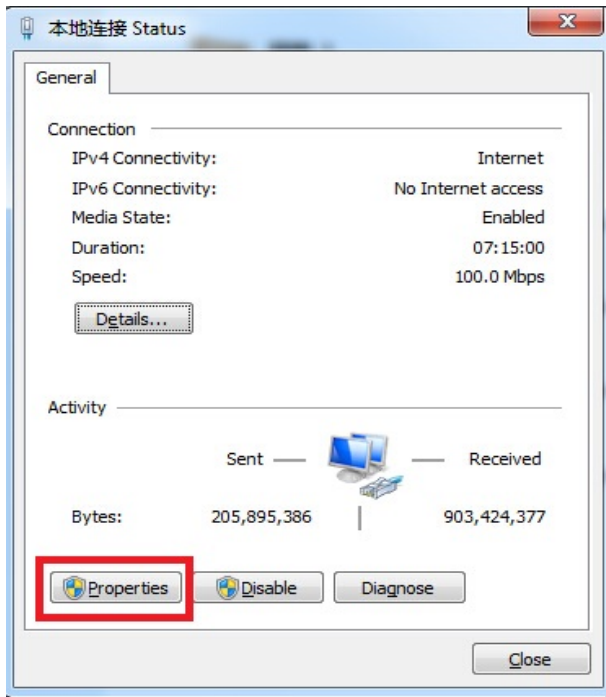 本地连接 Status
General
Connection
IPv4 Connectivity: Internet
IPv6 Connectivity: No Internet access
Media State: Enabled
Duration: 07:15:00
Speed: 100.0 Mbps
Details...
Activity
Sent Received
Bytes: 205,895,386 903,424,377
Properties Disable Diagnose
Close